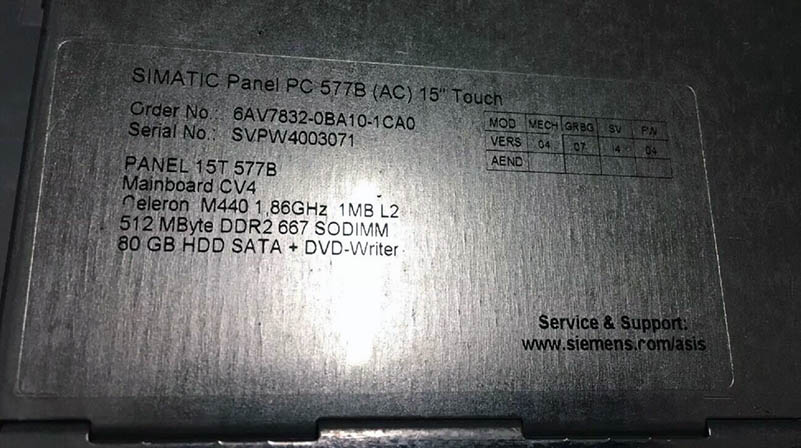 SIMATIC Panel PC 577B (AC) 15" Touch
Order No.: 6AV7832-0BA10-1CA0
Serial No.: SVPW4003071
MOD MECH GRBG SV PW
VERS 04 07 14 04
AEND
PANEL 15T 577B
Mainboard CV4
Celeron M440 1,86GHz 1MB L2
512 MByte DDR2 667 SODIMM
80 GB HDD SATA + DVD-Writer
Service & Support:
www.siemens.com/asis